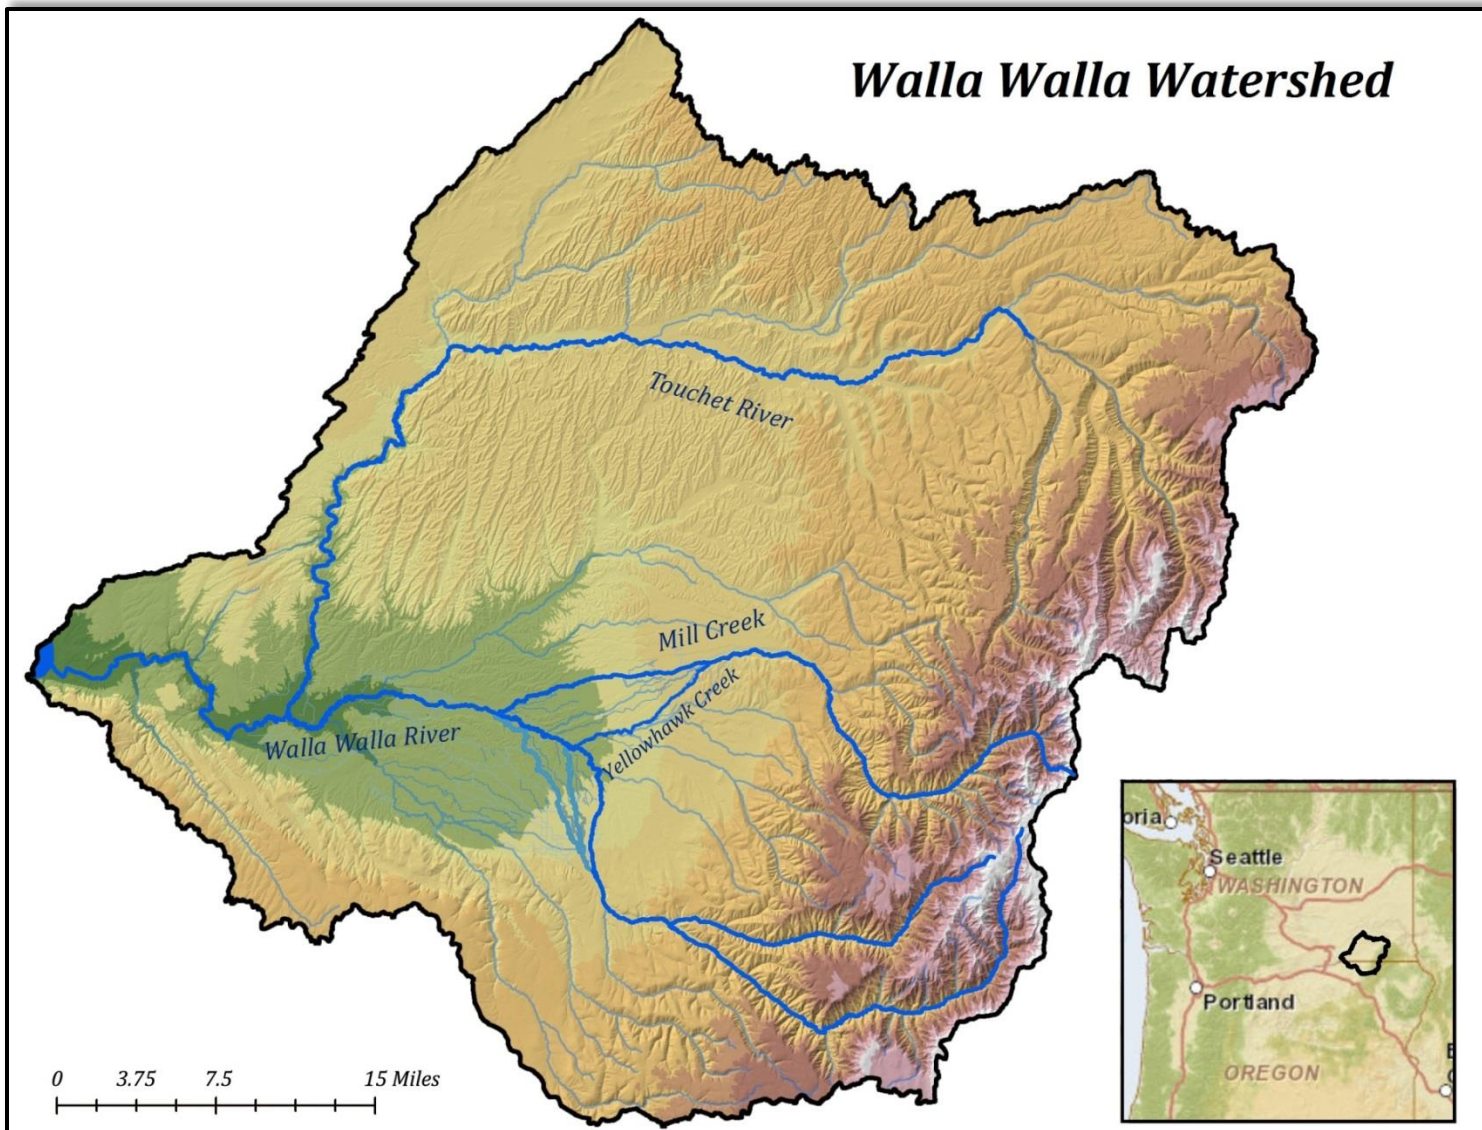 Walla Walla Watershed
Touchet River
Mill Creek
Yellowhawk Creek
Walla Walla River
oria
Seattle
WASHINGTON
Portland
OREGON
0 3.75 7.5 15 Miles